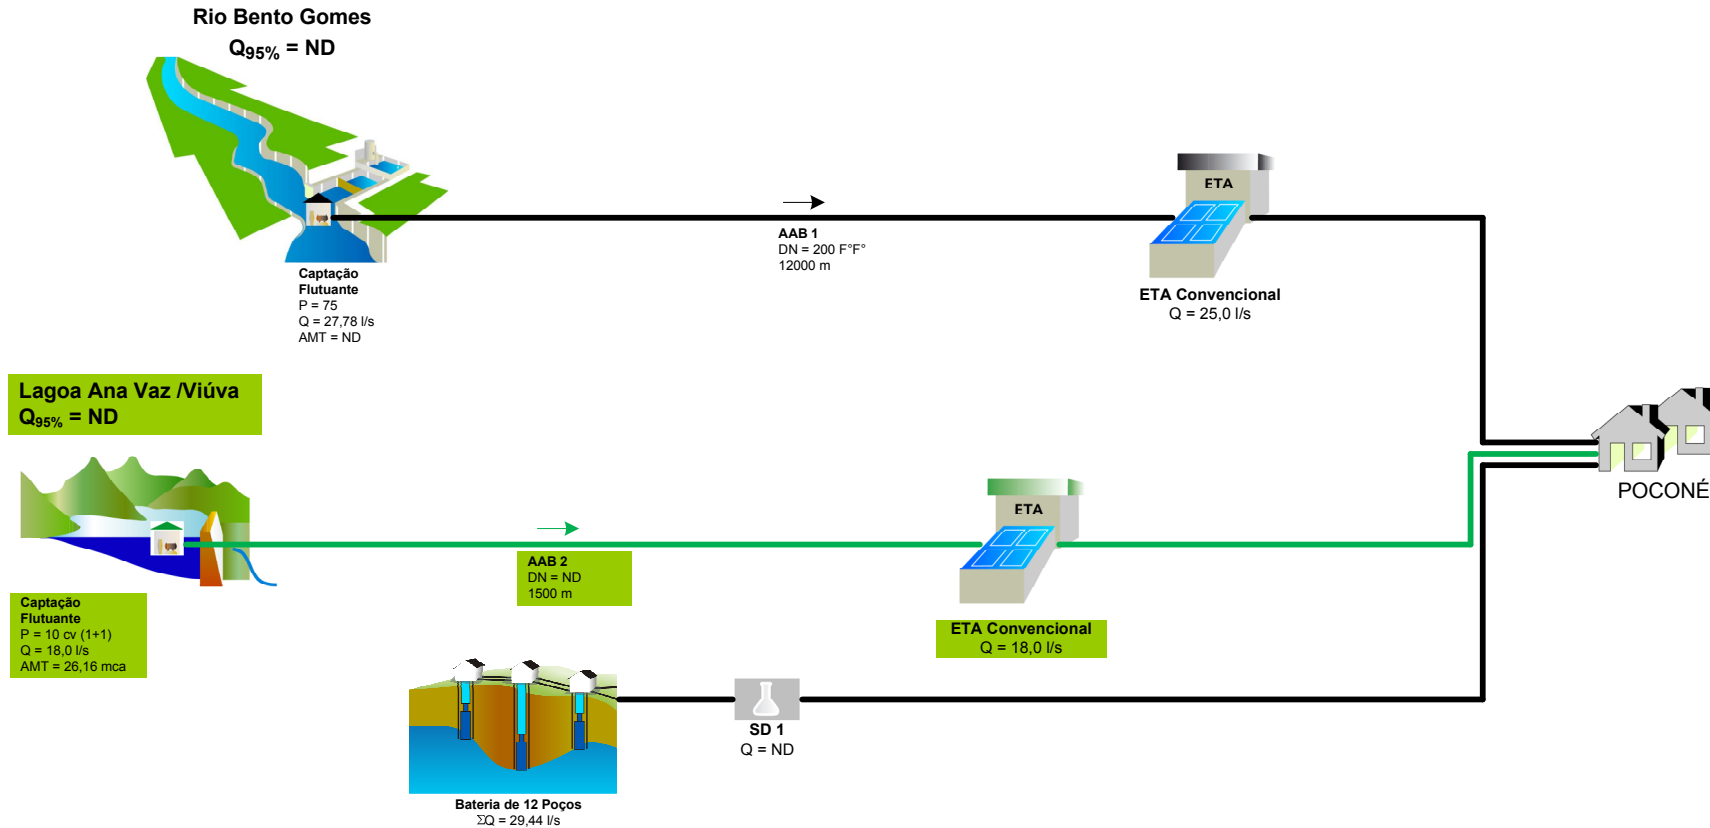 Rio Bento Gomes
Q95% = ND
ETA
AAB 1
DN = 200 F°F°
12000 m
Captação
Flutuante
P = 75
Q = 27,78 l/s
AMT = ND
ETA Convencional
Q = 25,0 l/s
Lagoa Ana Vaz /Viúva
Q95% = ND
POCONÉ
ETA
AAB 2
DN = ND
1500 m
Captação
Flutuante
P = 10 cv (1+1)
Q = 18,0 l/s
AMT = 26,16 mca
ETA Convencional
Q = 18,0 l/s
SD 1
Q = ND
Bateria de 12 Poços
ΣQ = 29,44 l/s